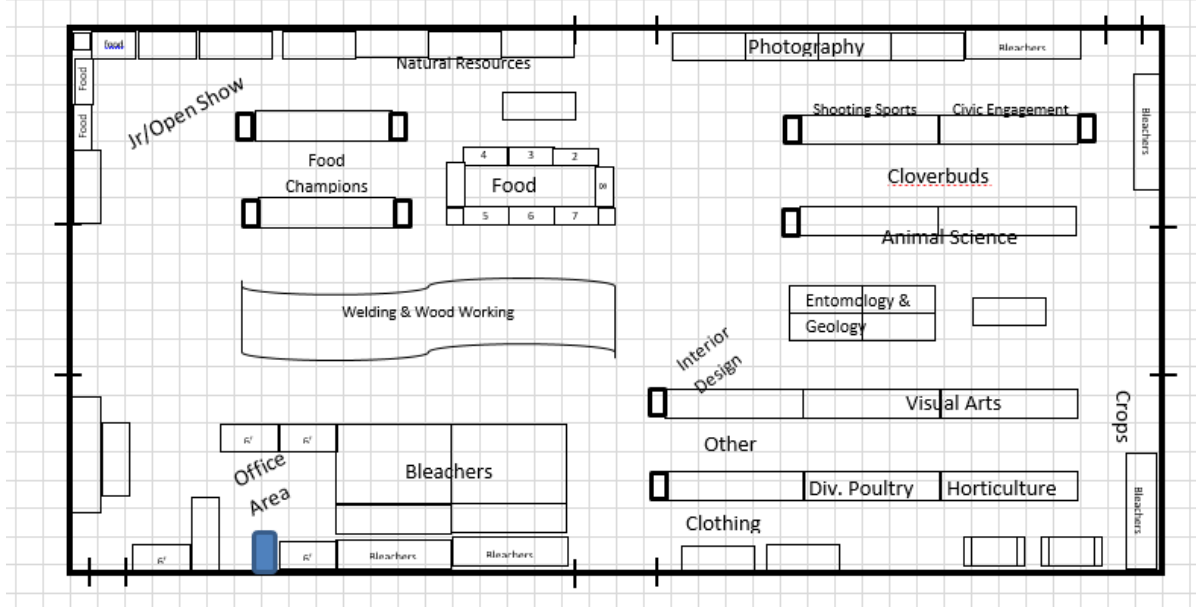 food
Photography
Bleachers
Natural Resources
Food
Jr/Open Show
Shooting Sports
Civic Engagement
Bleachers
Food
Food
Champions
4
3
2
Food
8
5
6
7
Cloverbuds
Animal Science
Entomology &
Geology
Welding & Wood Working
Interior
Design
Visual Arts
Crops
Other
6'
6'
Office
Area
Bleachers
Div. Poultry
Horticulture
Bleachers
Clothing
6'
6'
Bleachers
Bleachers